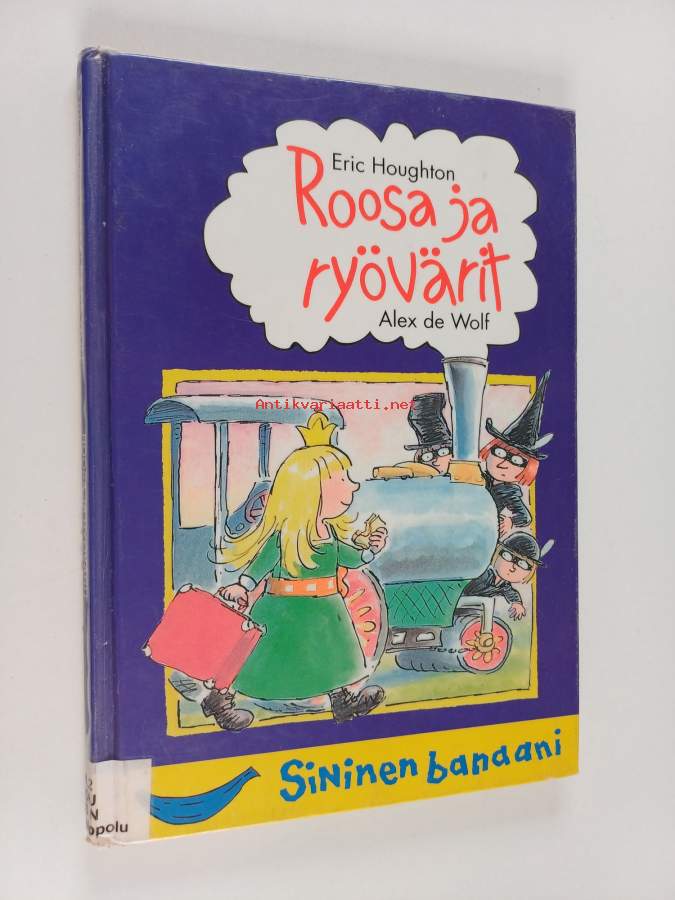 Eric Houghton
Roosa ja
ryövärit
Alex de Wolf
Antikvariaatti.net
Sininen banaani